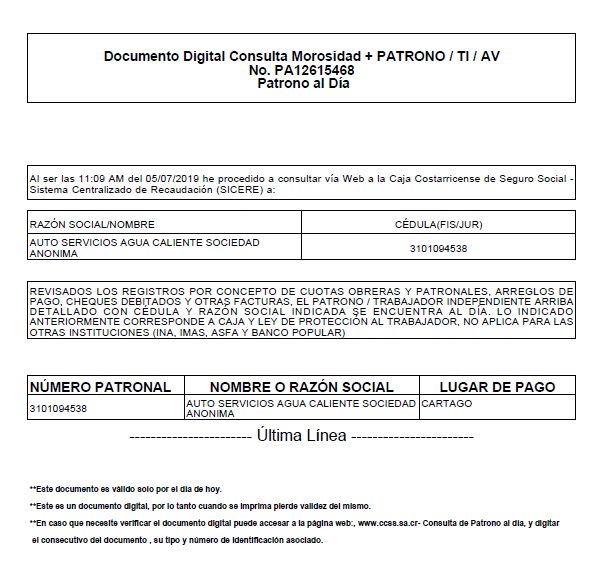 Documento Digital Consulta Morosidad + PATRONO / TI / AV
No. PA12615468
Patrono al Día
Al ser las 11:09 AM del 05/07/2019 he procedido a consultar vía Web a la Caja Costarricense de Seguro Social -
Sistema Centralizado de Recaudación (SICERE) a:
RAZÓN SOCIAL/NOMBRE CÉDULA(FIS/JUR)
AUTO SERVICIOS AGUA CALIENTE SOCIEDAD
ANONIMA 3101094538
REVISADOS LOS REGISTROS POR CONCEPTO DE CUOTAS OBRERAS Y PATRONALES, ARREGLOS DE
PAGO, CHEQUES DEBITADOS Y OTRAS FACTURAS, EL PATRONO / TRABAJADOR INDEPENDIENTE ARRIBA
DETALLADO CON CÉDULA Y RAZÓN SOCIAL INDICADA SE ENCUENTRA AL DÍA. LO INDICADO
ANTERIORMENTE CORRESPONDE A CAJA Y LEY DE PROTECCIÓN AL TRABAJADOR, NO APLICA PARA LAS
OTRAS INSTITUCIONES (INA, IMAS, ASFA Y BANCO POPULAR)
NÚMERO PATRONAL NOMBRE O RAZÓN SOCIAL LUGAR DE PAGO
3101094538 AUTO SERVICIOS AGUA CALIENTE SOCIEDAD CARTAGO
ANONIMA
----------------------- Última Línea -----------------------
**Este documento es válido solo por el día de hoy.
**Este es un documento digital, por lo tanto cuando se imprima pierde validez del mismo.
**En caso que necesite verificar el documento digital puede accesar a la página web:, www.ccss.sa.cr- Consulta de Patrono al día, y digitar
el consecutivo del documento , su tipo y número de identificación asociado.